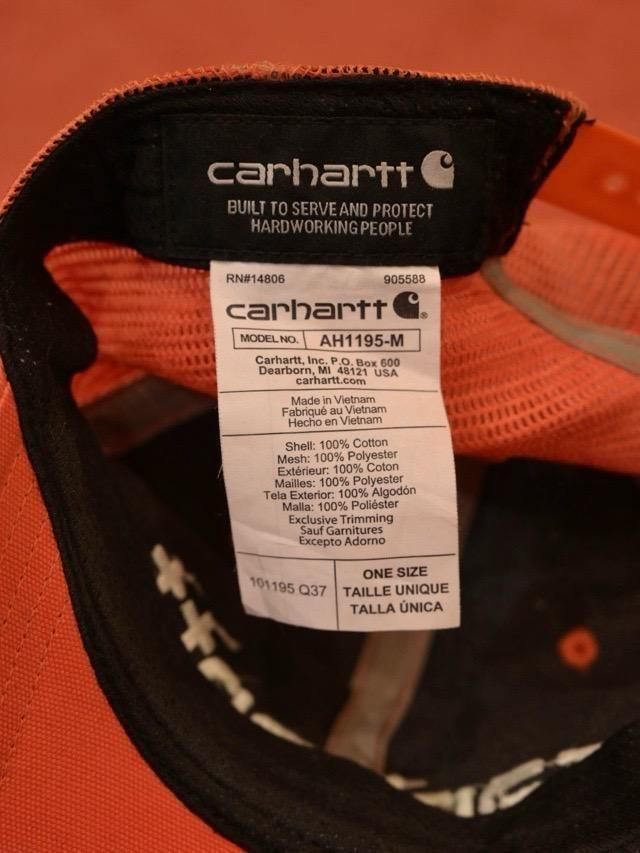 carhartt
BUILT TO SERVE AND PROTECT
HARDWORKING PEOPLE
RN#14806 905588
carhartt®
MODEL NO. AH1195-M
Carhartt, Inc. P.O. Box 600
Dearborn, MI 48121 USA
carhartt.com
Made in Vietnam
Fabriqué au Vietnam
Hecho en Vietnam
Shell: 100% Cotton
Mesh: 100% Polyester
Extérieur: 100% Coton
Mailles: 100% Polyester
Tela Exterior: 100% Algodón
Malla: 100% Poliéster
Exclusive Trimming
Sauf Garnitures
Excepto Adorno
101195 Q37
ONE SIZE
TAILLE UNIQUE
TALLA ÚNICA